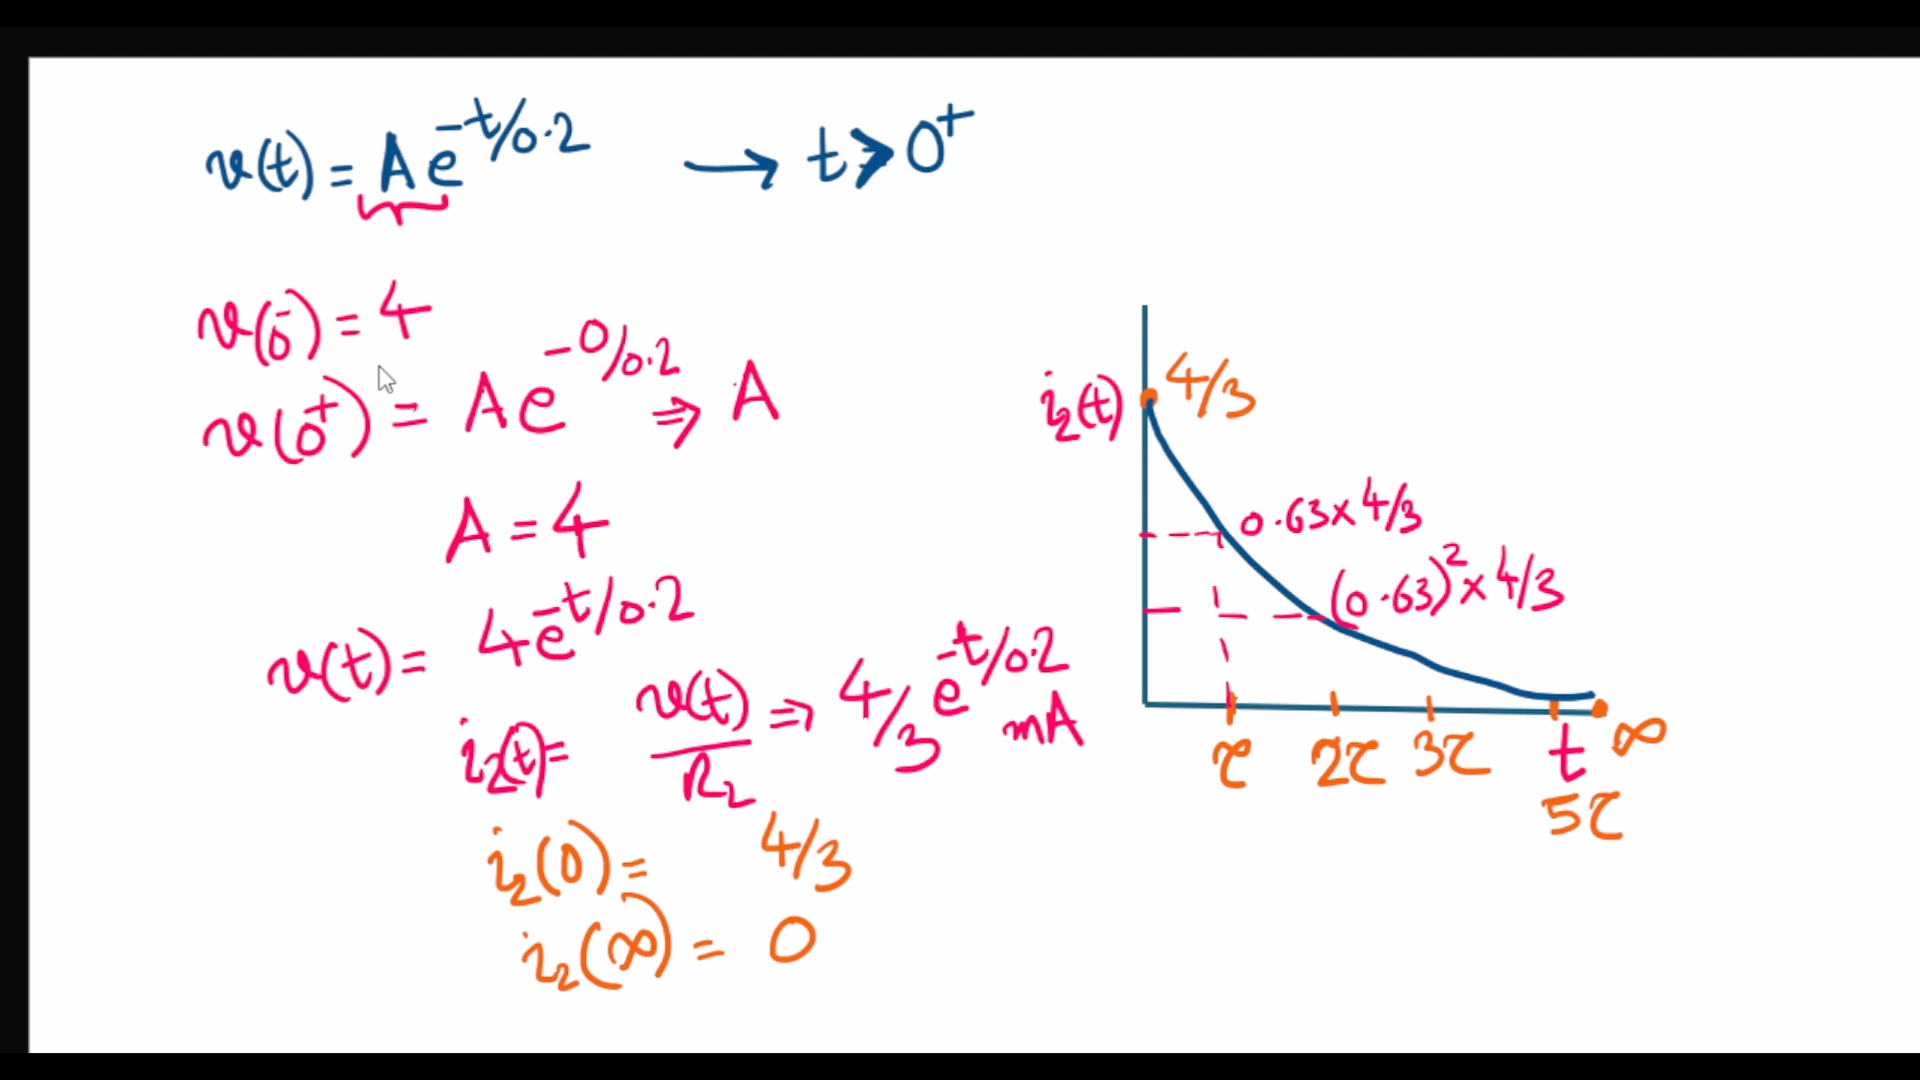 v(t) = Ae^{-t/0.2} → t > 0⁺
v(0⁻) = 4
v(0⁺) = Ae^{-0/0.2} ⇒ A
A = 4
v(t) = 4e^{-t/0.2}
i₂(t) = v(t)/R₂ ⇒ 4/3 e^{-t/0.2} mA
i₂(0) = 4/3
i₂(∞) = 0
i₂(t)
4/3
0.63 × 4/3
(0.63)² × 4/3
τ 2τ 3τ t ∞
5τ